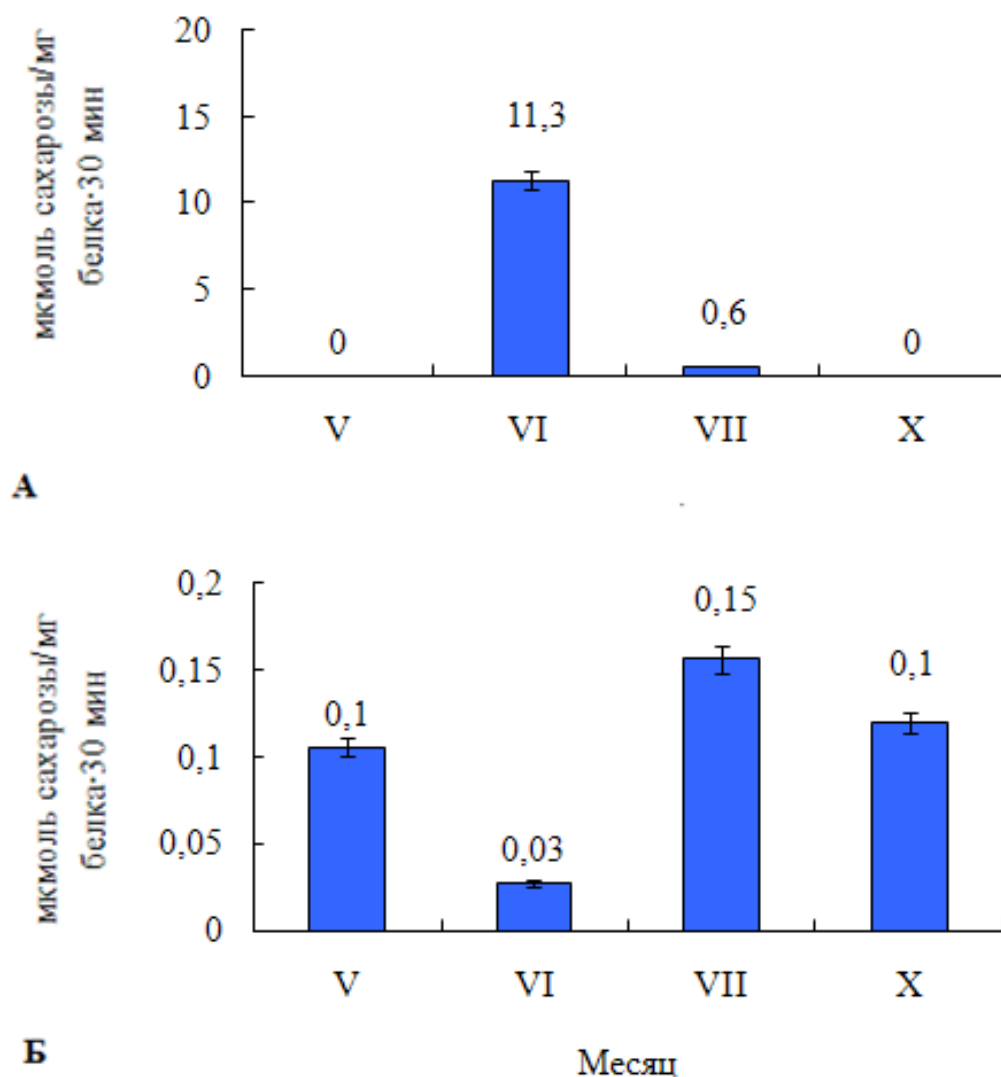 мкмоль сахарозы/мг
белка·30 мин
20
15
10
5
0
0
11,3
0,6
0
V VI VII X
А
мкмоль сахарозы/мг
белка·30 мин
0,2
0,15
0,1
0,05
0
0,1
0,03
0,15
0,1
V VI VII X
Б
Месяц